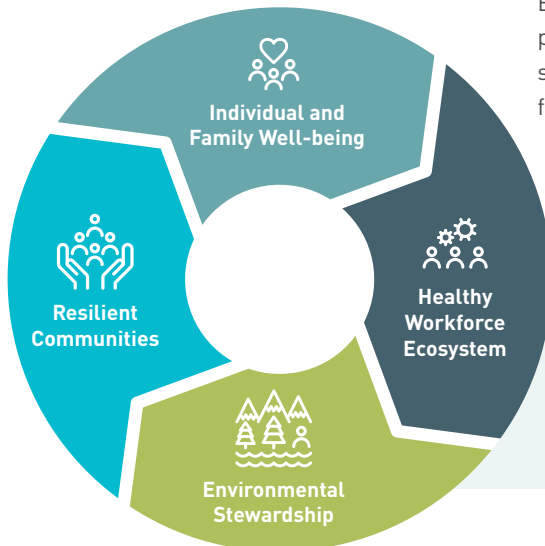 Individual and
Family Well-being
Healthy
Workforce
Ecosystem
Environmental
Stewardship
Resilient
Communities